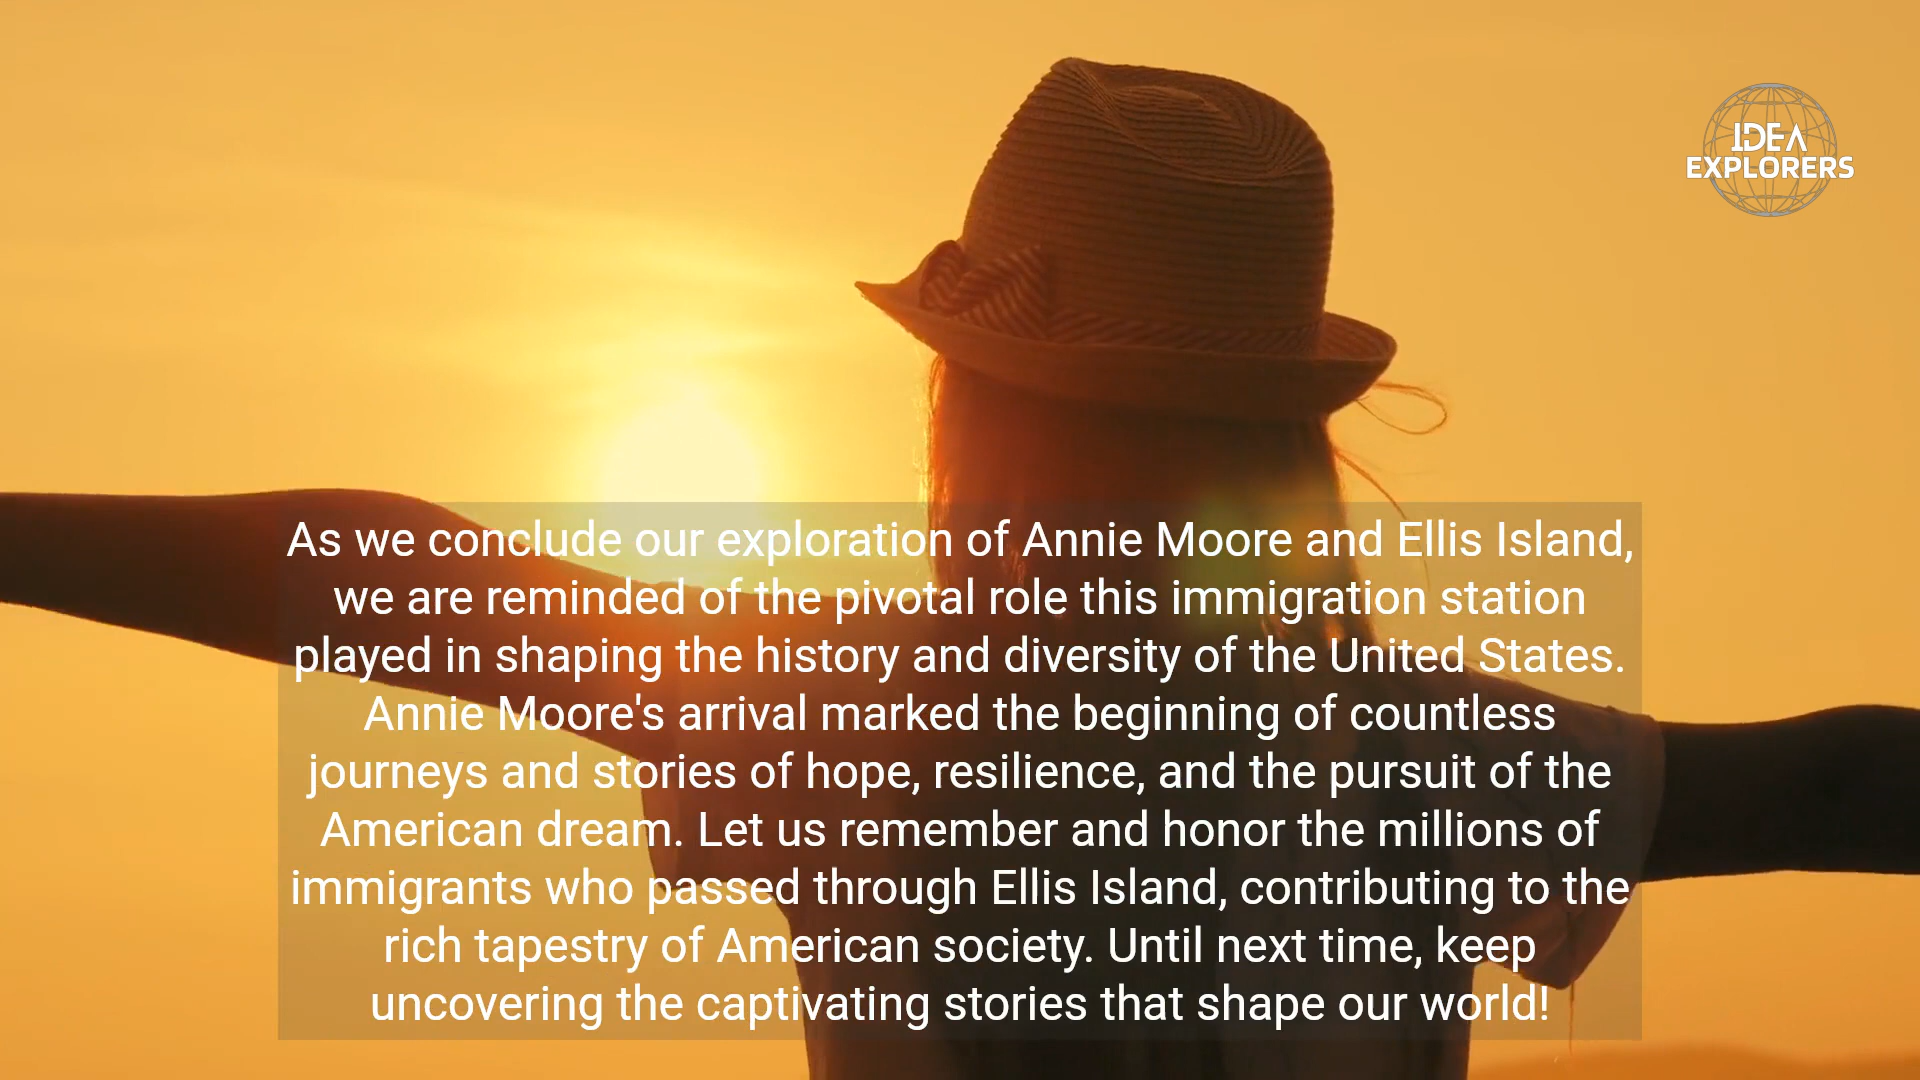 IDEA
EXPLORERS
As we conclude our exploration of Annie Moore and Ellis Island,
we are reminded of the pivotal role this immigration station
played in shaping the history and diversity of the United States.
Annie Moore's arrival marked the beginning of countless
journeys and stories of hope, resilience, and the pursuit of the
American dream. Let us remember and honor the millions of
immigrants who passed through Ellis Island, contributing to the
rich tapestry of American society. Until next time, keep
uncovering the captivating stories that shape our world!